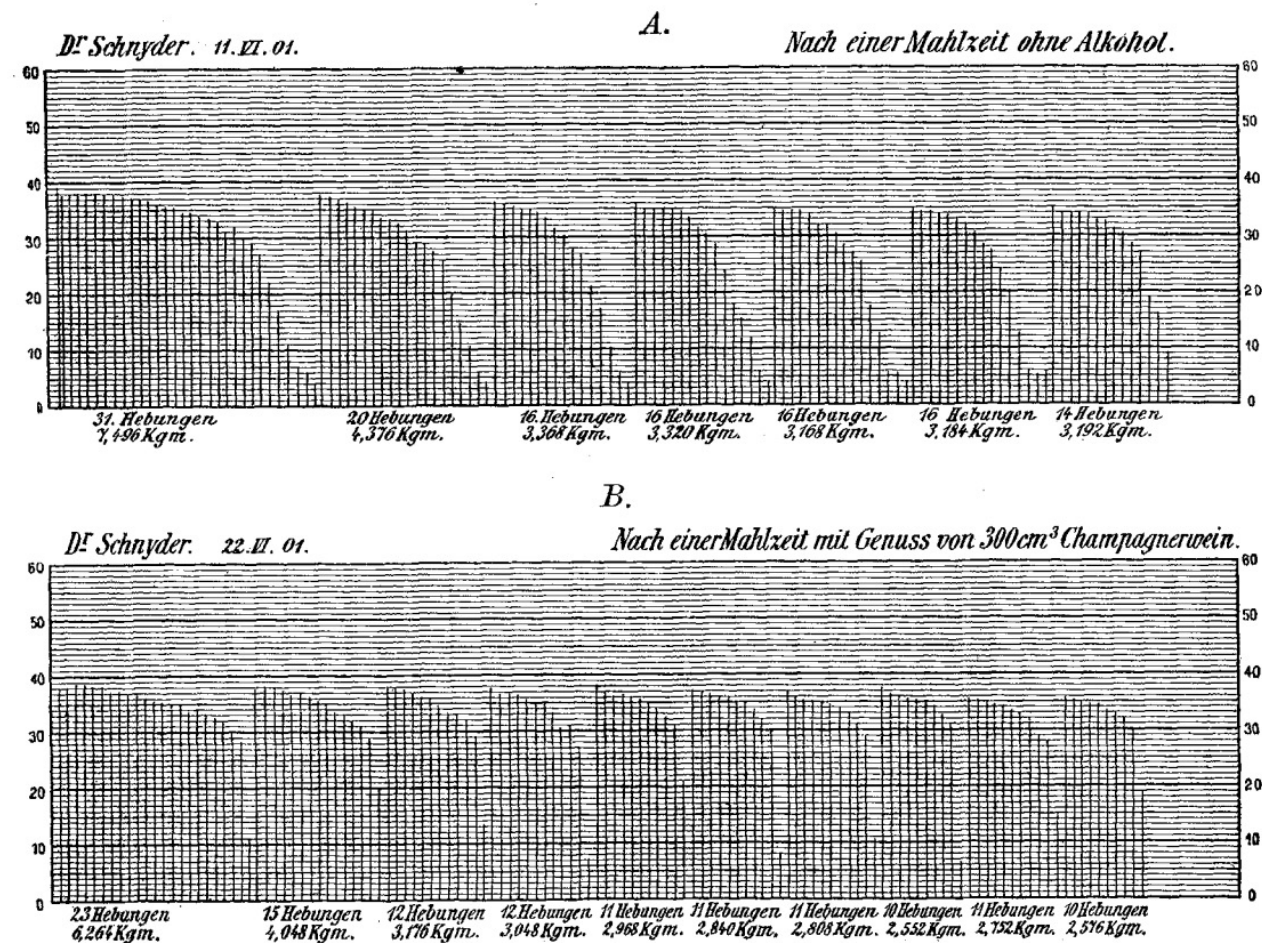 A.
Dr Schnyder. 11.VI.01.
Nach einer Mahlzeit ohne Alkohol.
60
50
40
30
20
10
0
60
50
40
30
20
10
0
31. Hebungen
7,496 Kgm.
20 Hebungen
4,376 Kgm.
16. Hebungen
3,368 Kgm.
16 Hebungen
3,320 Kgm.
16 Hebungen
3,168 Kgm.
16 Hebungen
3,184 Kgm.
14 Hebungen
3,192 Kgm.
B.
Dr Schnyder. 22.VI.01.
Nach einer Mahlzeit mit Genuss von 300 cm³ Champagnerwein.
60
50
40
30
20
10
0
60
50
40
30
20
10
0
23 Hebungen
6,264 Kgm.
15 Hebungen
4,048 Kgm.
12 Hebungen
3,176 Kgm.
12 Hebungen
3,048 Kgm.
11 Hebungen
2,968 Kgm.
11 Hebungen
2,840 Kgm.
11 Hebungen
2,808 Kgm.
10 Hebungen
2,552 Kgm.
11 Hebungen
2,752 Kgm.
10 Hebungen
2,576 Kgm.